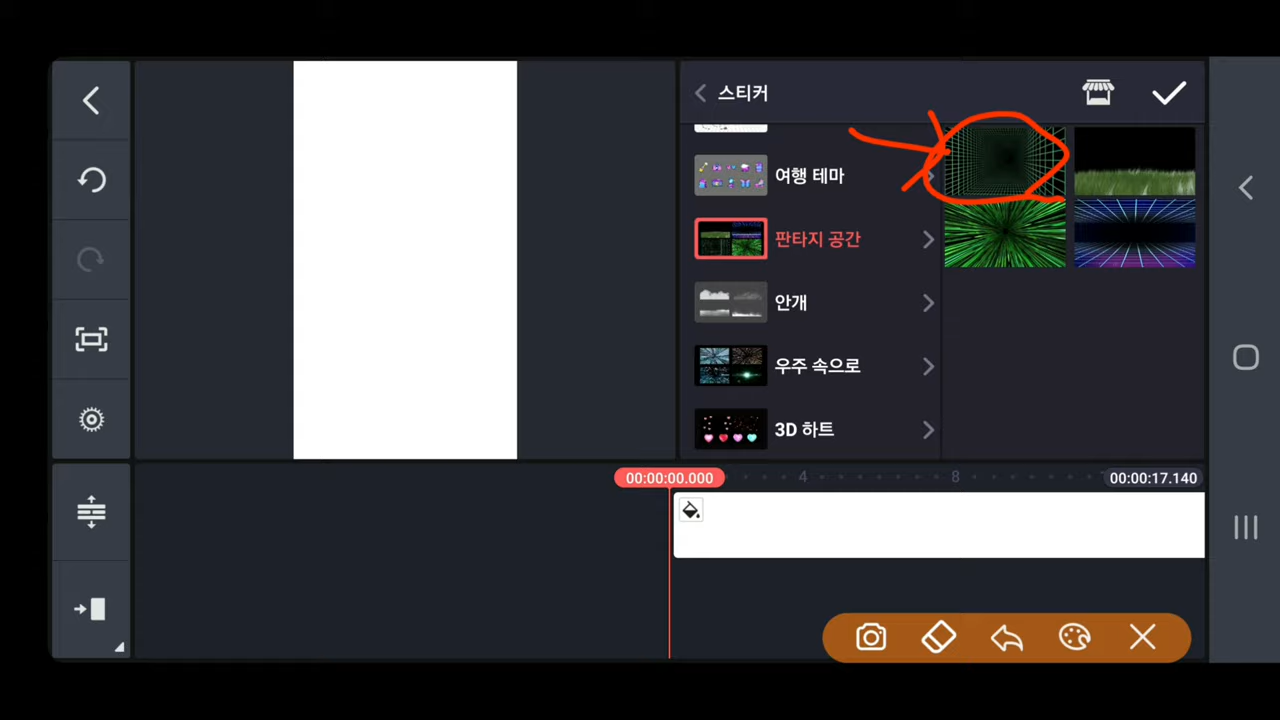 스티커
여행 테마
판타지 공간
안개
우주 속으로
3D 하트
00:00:00.000
4
8
00:00:17.140